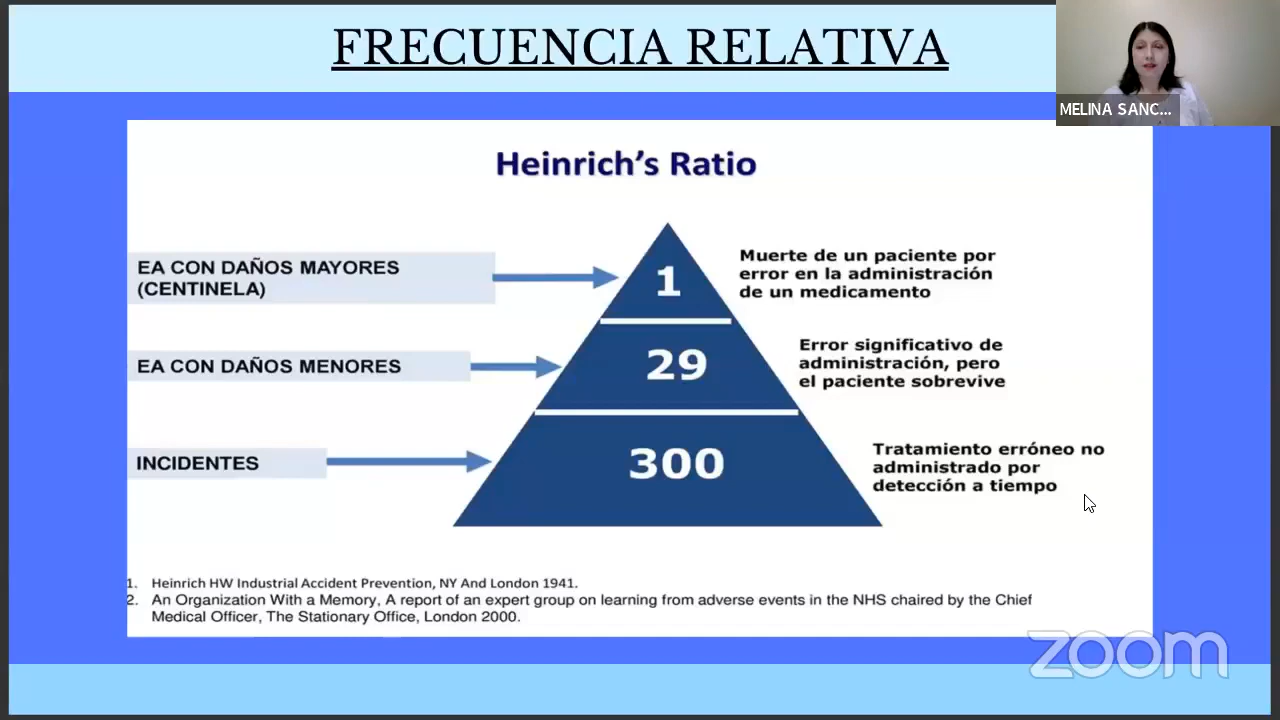 FRECUENCIA RELATIVA
MELINA SANC...
Heinrich's Ratio
EA CON DAÑOS MAYORES
(CENTINELA)
1
Muerte de un paciente por
error en la administración
de un medicamento
EA CON DAÑOS MENORES
29
Error significativo de
administración, pero
el paciente sobrevive
INCIDENTES
300
Tratamiento erróneo no
administrado por
detección a tiempo
1. Heinrich HW Industrial Accident Prevention, NY And London 1941.
2. An Organization With a Memory, A report of an expert group on learning from adverse events in the NHS chaired by the Chief
Medical Officer, The Stationary Office, London 2000.
zoom